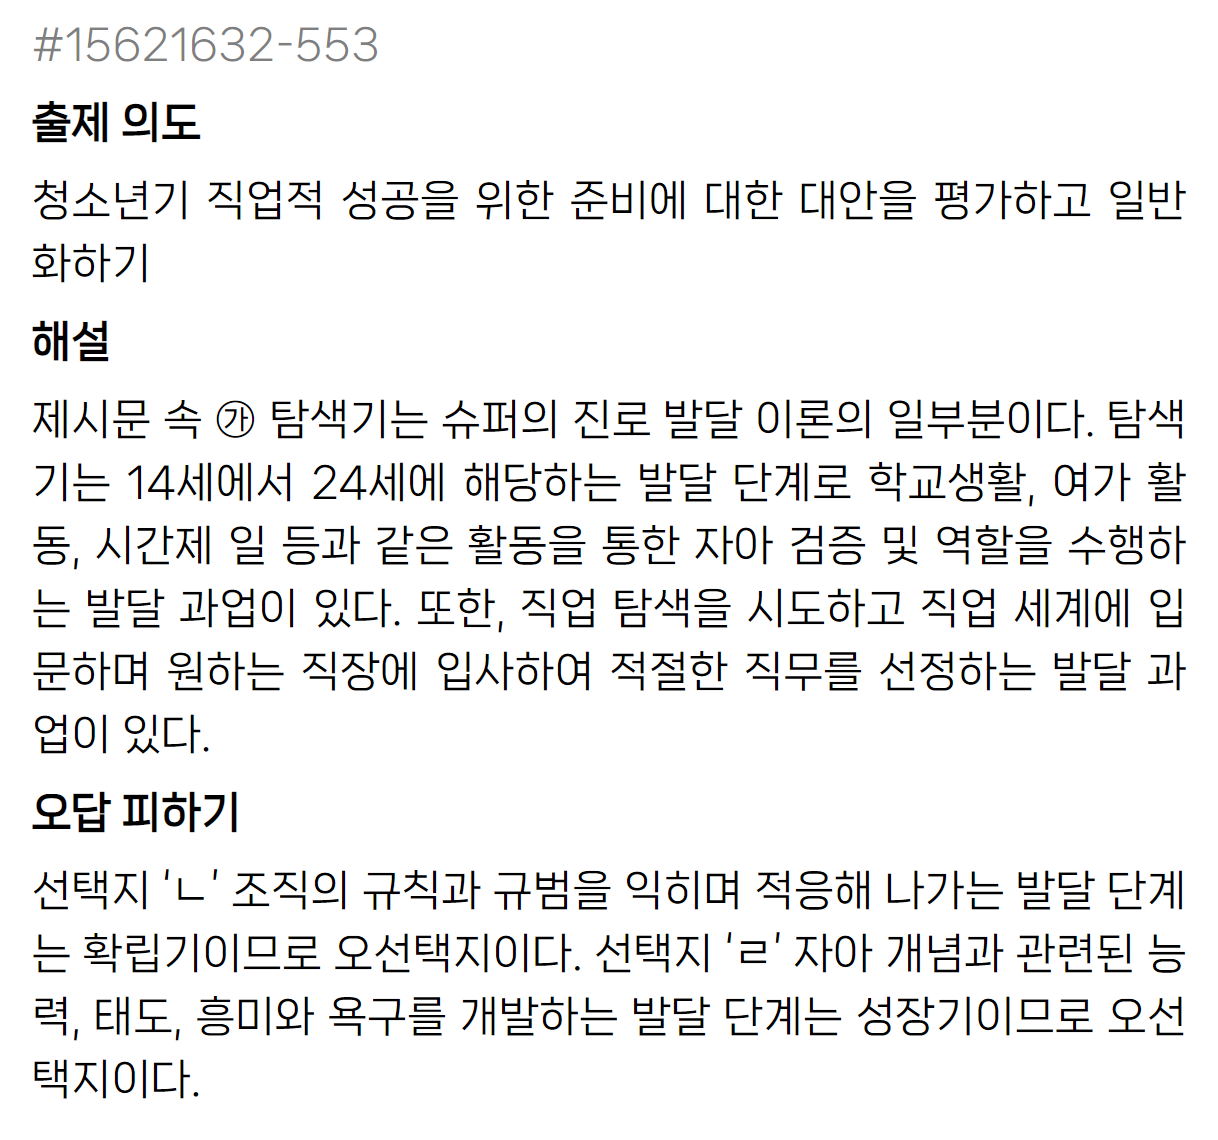 #15621632-553
출제 의도
청소년기 직업적 성공을 위한 준비에 대한 대안을 평가하고 일반
화하기
해설
제시문 속 ㉮ 탐색기는 슈퍼의 진로 발달 이론의 일부분이다. 탐색
기는 14세에서 24세에 해당하는 발달 단계로 학교생활, 여가 활
동, 시간제 일 등과 같은 활동을 통한 자아 검증 및 역할을 수행하
는 발달 과업이 있다. 또한, 직업 탐색을 시도하고 직업 세계에 입
문하며 원하는 직장에 입사하여 적절한 직무를 선정하는 발달 과
업이 있다.
오답 피하기
선택지 ‘ㄴ’ 조직의 규칙과 규범을 익히며 적응해 나가는 발달 단계
는 확립기이므로 오선택지이다. 선택지 ‘ㄹ’ 자아 개념과 관련된 능
력, 태도, 흥미와 욕구를 개발하는 발달 단계는 성장기이므로 오선
택지이다.